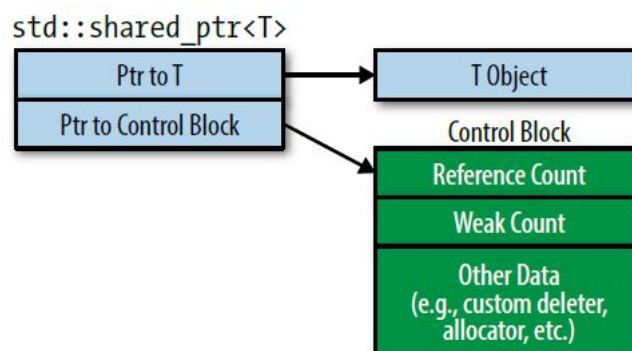 std::shared_ptr<T>
Ptr to T
T Object
Ptr to Control Block
Control Block
Reference Count
Weak Count
Other Data
(e.g., custom deleter,
allocator, etc.)